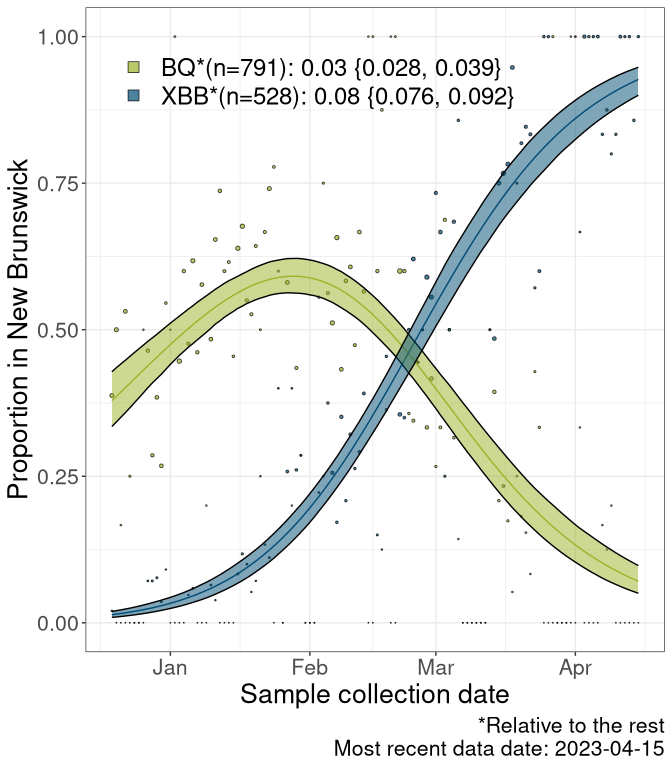 BQ*(n=791): 0.03 {0.028, 0.039}
XBB*(n=528): 0.08 {0.076, 0.092}
Proportion in New Brunswick
1.00
0.75
0.50
0.25
0.00
Jan Feb Mar Apr
Sample collection date
*Relative to the rest
Most recent data date: 2023-04-15